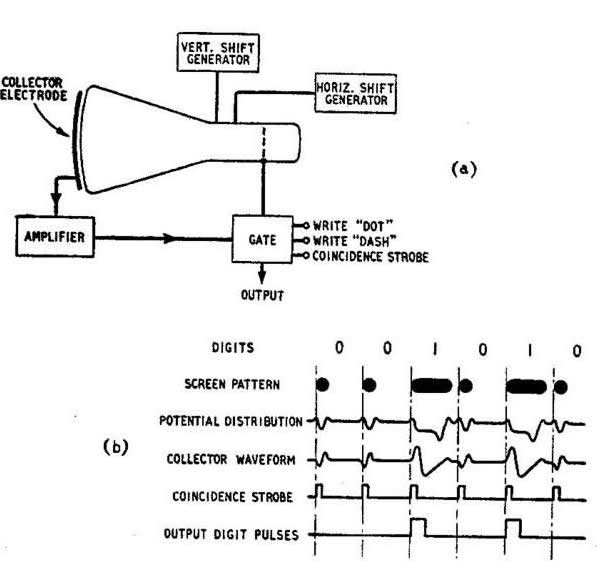 VERT. SHIFT
GENERATOR
COLLECTOR
ELECTRODE
HORIZ. SHIFT
GENERATOR
(a)
AMPLIFIER
GATE
WRITE "DOT"
WRITE "DASH"
COINCIDENCE STROBE
OUTPUT
DIGITS 0 0 1 0 1 0
SCREEN PATTERN
POTENTIAL DISTRIBUTION
(b)
COLLECTOR WAVEFORM
COINCIDENCE STROBE
OUTPUT DIGIT PULSES